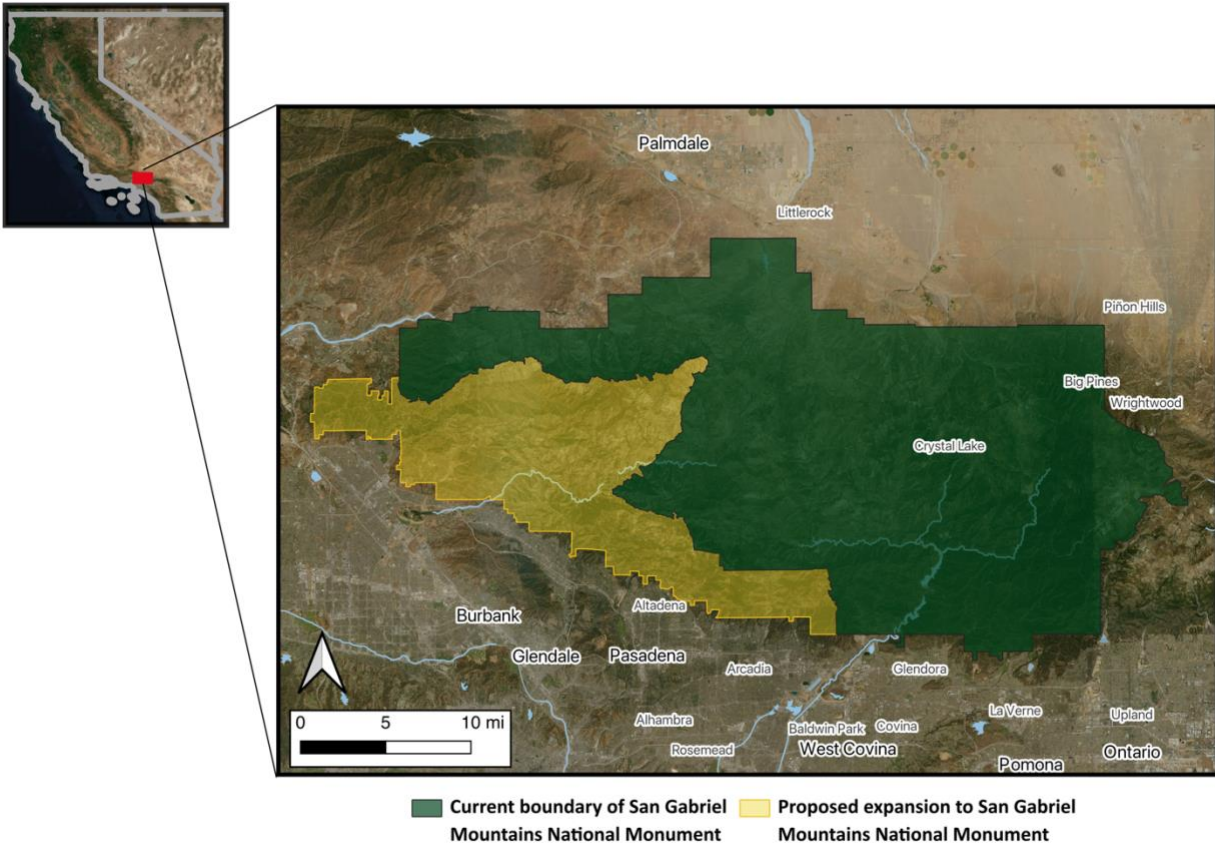 Palmdale
Littlerock
Piñon Hills
Big Pines
Wrightwood
Crystal Lake
Altadena
Burbank
Glendale
Pasadena
Arcadia
Glendora
Alhambra
La Verne
Upland
Baldwin Park
Covina
Rosemead
West Covina
Ontario
Pomona
0 5 10 mi
Current boundary of San Gabriel
Mountains National Monument
Proposed expansion to San Gabriel
Mountains National Monument